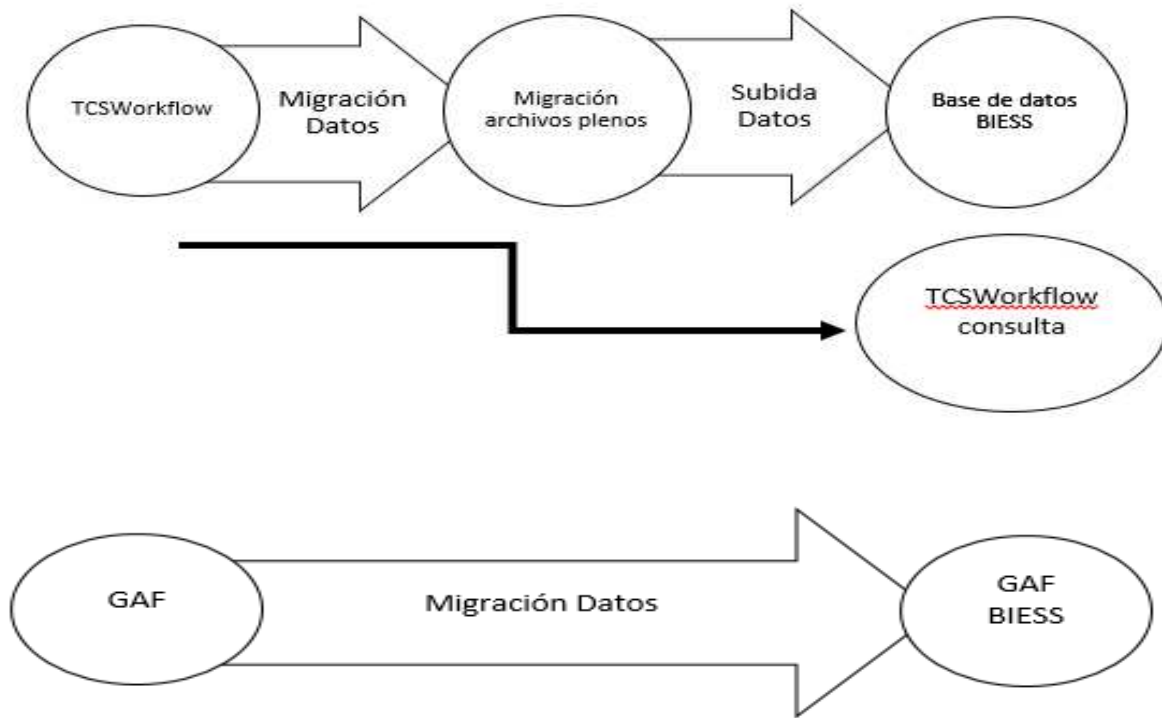 TCSWorkflow
Migración
Datos
Migración
archivos plenos
Subida
Datos
Base de datos
BIESS
TCSWorkflow
consulta
GAF
Migración Datos
GAF
BIESS